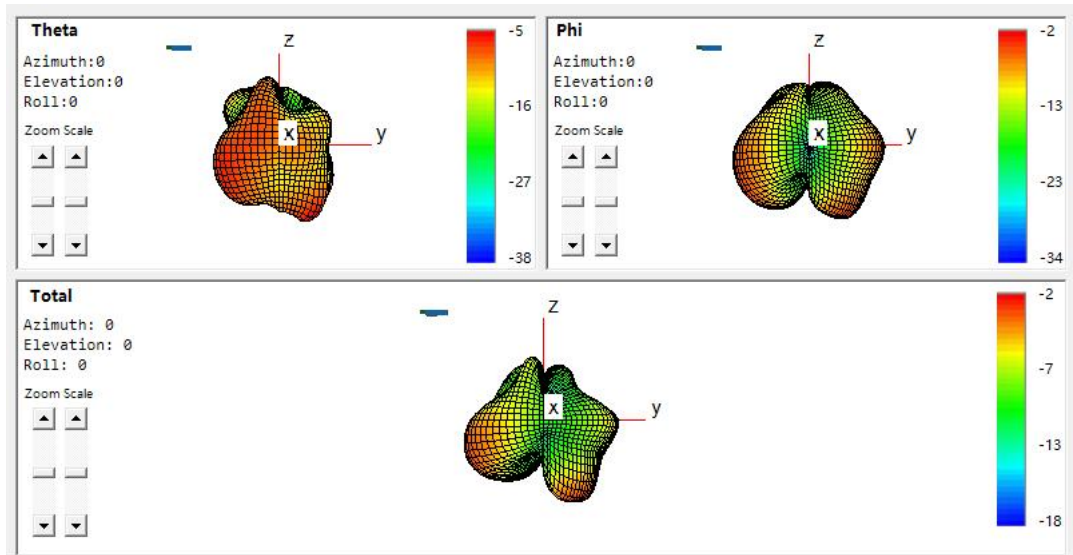 Theta
Azimuth:0
Elevation:0
Roll:0
Zoom Scale
z
x
y
-5
-16
-27
-38
Phi
Azimuth:0
Elevation:0
Roll:0
Zoom Scale
z
x
y
-2
-13
-23
-34
Total
Azimuth: 0
Elevation: 0
Roll: 0
Zoom Scale
z
x
y
-2
-7
-13
-18